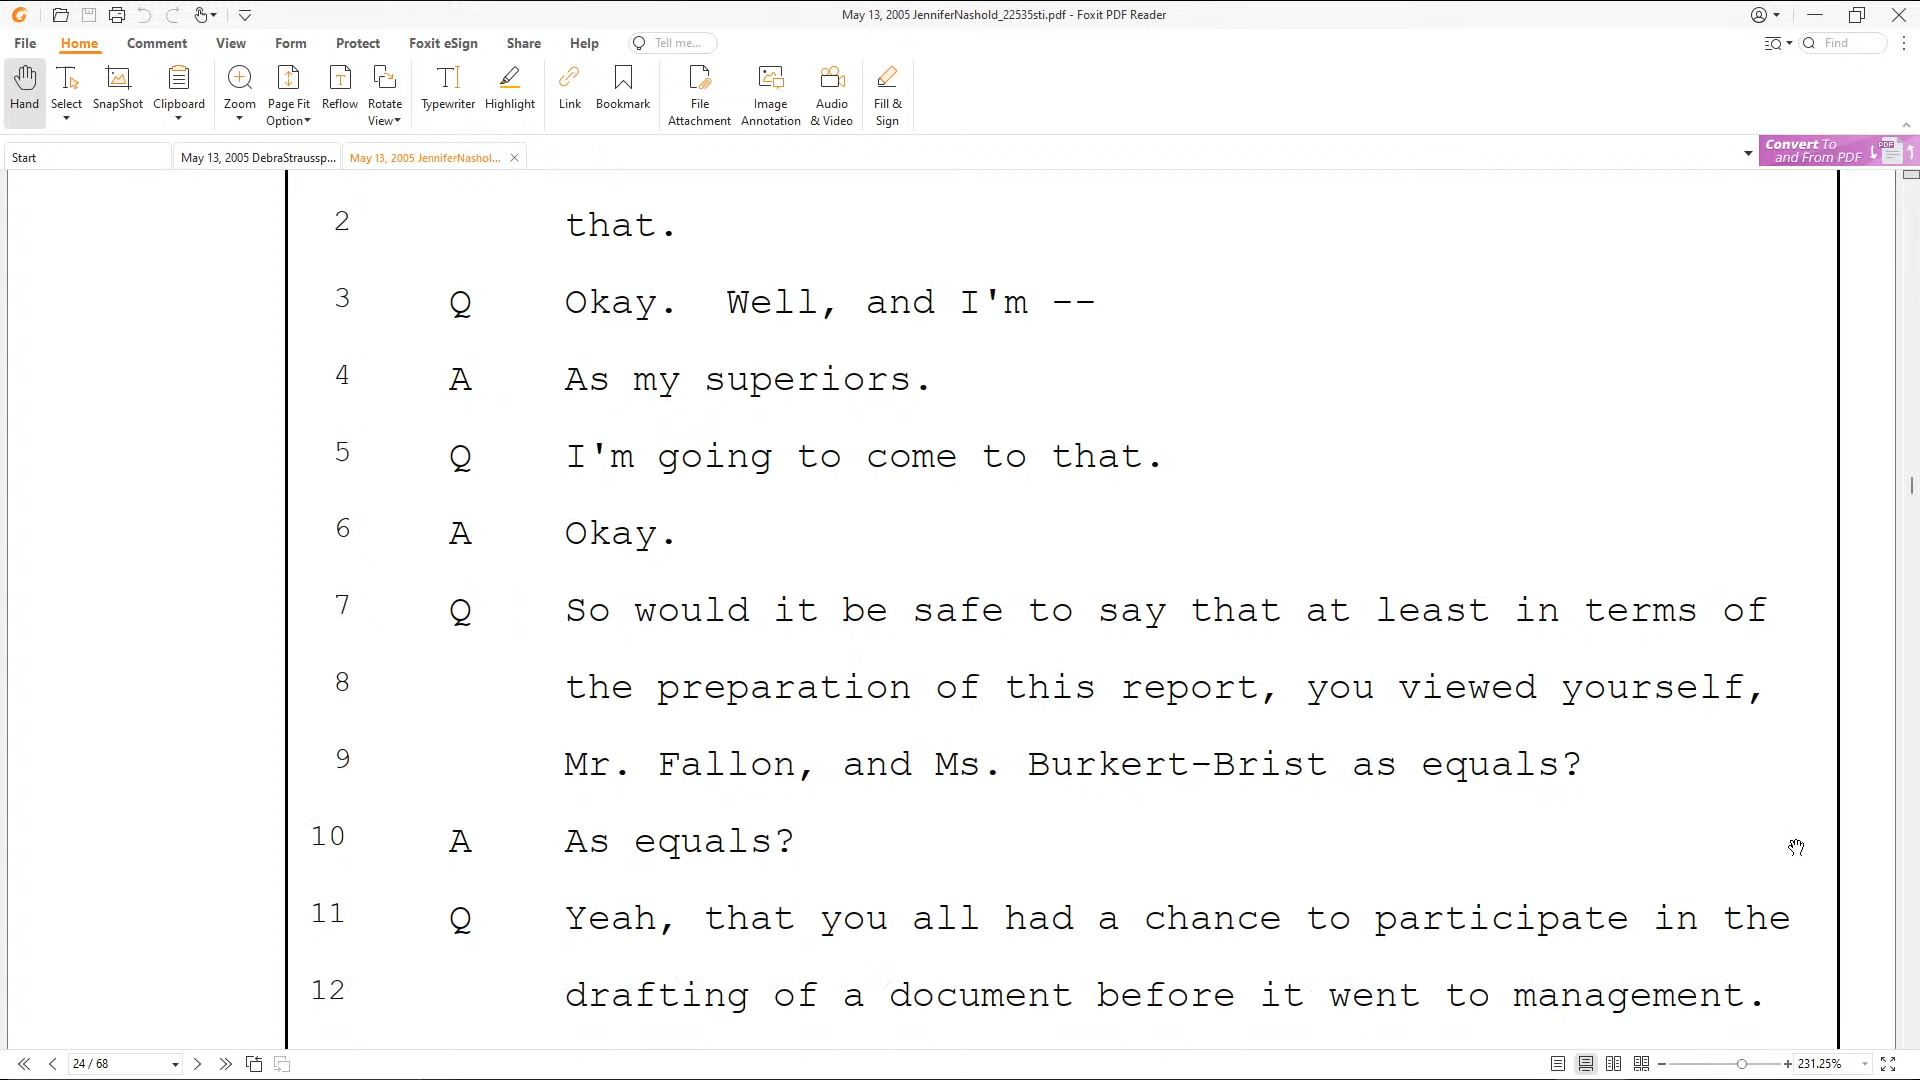 May 13, 2005 JenniferNashold_22535sti.pdf - Foxit PDF Reader
File Home Comment View Form Protect Foxit eSign Share Help Tell me... Find
Hand Select SnapShot Clipboard Zoom Page Fit Option Reflow Rotate View Typewriter Highlight Link Bookmark File Attachment Image Annotation Audio & Video Fill & Sign
Start May 13, 2005 DebraStraussp... May 13, 2005 JenniferNashol... Convert To and From PDF
2 that.
3 Q Okay. Well, and I'm --
4 A As my superiors.
5 Q I'm going to come to that.
6 A Okay.
7 Q So would it be safe to say that at least in terms of
8 the preparation of this report, you viewed yourself,
9 Mr. Fallon, and Ms. Burkert-Brist as equals?
10 A As equals?
11 Q Yeah, that you all had a chance to participate in the
12 drafting of a document before it went to management.
24 / 68 231.25%